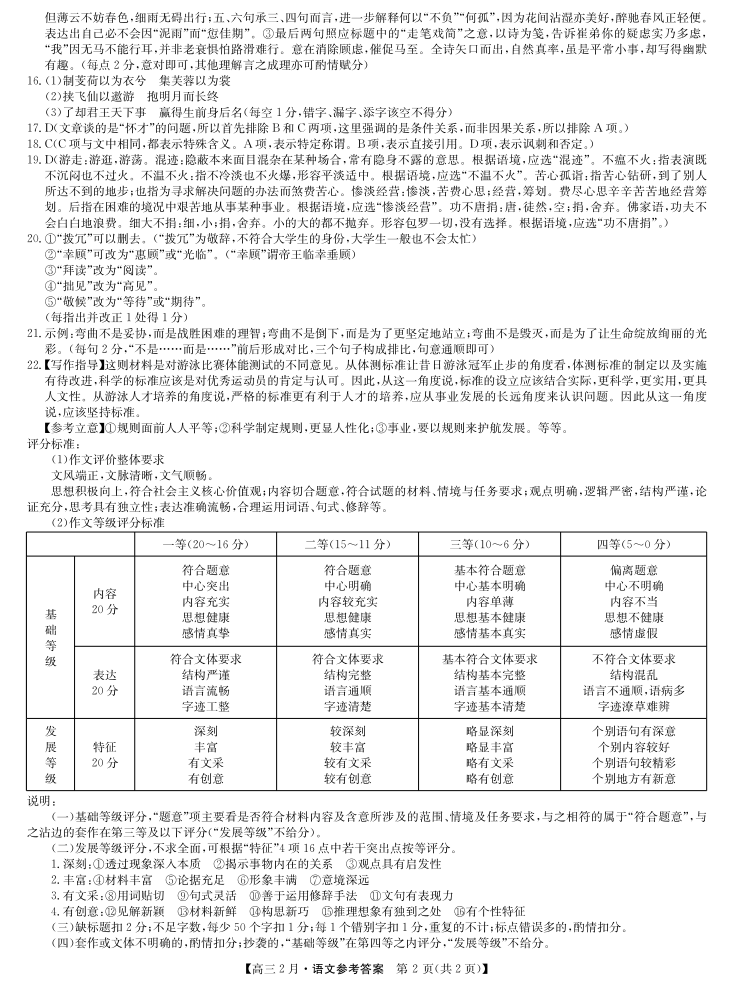 但薄云不妨春色,细雨无碍出行;五、六句承三、四句而言,进一步解释何以“不负”“何孤”,因为花间沾湿亦美好,醉驰春风正轻便。
表达出自己必不会因“泥雨”而“愆佳期”。③最后两句照应标题中的“走笔戏简”之意,以诗为笺,告诉崔弟你的疑虑实乃多虑,
“我”因无马不能行耳,并非老衰惧怕路滑难行。意在消除顾虑,催促马至。全诗矢口而出,自然真率,虽是平常小事,却写得幽默
有趣。(每点2分,意对即可,其他理解言之成理亦可酌情赋分)
16.(1)制芰荷以为衣兮 集芙蓉以为裳
(2)挟飞仙以遨游 抱明月而长终
(3)了却君王天下事 赢得生前身后名(每空1分,错字、漏字、添字该空不得分)
17.D(文章谈的是“怀才”的问题,所以首先排除B和C两项,这里强调的是条件关系,而非因果关系,所以排除A项。)
18.C(C项与文中相同,都表示特殊含义。A项,表示特定称谓。B项,表示直接引用。D项,表示讽刺和否定。)
19.D(游走:游逛,游荡。混迹:隐蔽本来面目混杂在某种场合,常有隐身不露的意思。根据语境,应选“混迹”。不瘟不火:指表演既
不沉闷也不过火。不温不火:指不冷淡也不火爆,形容平淡适中。根据语境,应选“不温不火”。苦心孤诣:指苦心钻研,到了别人
所达不到的地步;也指为寻求解决问题的办法而煞费苦心。惨淡经营:惨淡,苦费心思;经营,筹划。费尽心思辛辛苦苦地经营筹
划。后指在困难的境况中艰苦地从事某种事业。根据语境,应选“惨淡经营”。功不唐捐:唐,徒然,空;捐,舍弃。佛家语,功夫不
会白白地浪费。细大不捐:细,小;捐,舍弃。小的大的都不抛弃。形容包罗一切,没有选择。根据语境,应选“功不唐捐”。)
20.①“拨冗”可以删去。(“拨冗”为敬辞,不符合大学生的身份,大学生一般也不会太忙)
②“幸顾”可改为“惠顾”或“光临”。(“幸顾”谓帝王临幸垂顾)
③“拜读”改为“阅读”。
④“拙见”改为“高见”。
⑤“敬候”改为“等待”或“期待”。
(每指出并改正1处得1分)
21.示例:弯曲不是妥协,而是战胜困难的理智;弯曲不是倒下,而是为了更坚定地站立;弯曲不是毁灭,而是为了让生命绽放绚丽的光
彩。(每句2分,“不是……而是……”前后形成对比,三个句子构成排比,句意通顺即可)
22.【写作指导】这则材料是对游泳比赛体能测试的不同意见。从体测标准让昔日游泳冠军止步的角度看,体测标准的制定以及实施
有待改进,科学的标准应该是对优秀运动员的肯定与认可。因此,从这一角度说,标准的设立应该结合实际,更科学,更实用,更具
人文性。从游泳人才培养的角度说,严格的标准更有利于人才的培养,应从事业发展的长远角度来认识问题。因此从这一角度
说,应该坚持标准。
【参考立意】①规则面前人人平等;②科学制定规则,更显人性化;③事业,要以规则来护航发展。等等。
评分标准:
(1)作文评价整体要求
文风端正,文脉清晰,文气顺畅。
思想积极向上,符合社会主义核心价值观;内容切合题意,符合试题的材料、情境与任务要求;观点明确,逻辑严密,结构严谨,论
证充分,思考具有独立性;表达准确流畅,合理运用词语、句式、修辞等。
(2)作文等级评分标准
一等(20～16分) 二等(15～11分) 三等(10～6分) 四等(5～0分)
基础等级
内容
20分
符合题意
中心突出
内容充实
思想健康
感情真挚
符合题意
中心明确
内容较充实
思想健康
感情真实
基本符合题意
中心基本明确
内容单薄
思想基本健康
感情基本真实
偏离题意
中心不明确
内容不当
思想不健康
感情虚假
表达
20分
符合文体要求
结构严谨
语言流畅
字迹工整
符合文体要求
结构完整
语言通顺
字迹清楚
基本符合文体要求
结构基本完整
语言基本通顺
字迹基本清楚
不符合文体要求
结构混乱
语言不通顺,语病多
字迹潦草难辨
发展等级
特征
20分
深刻
丰富
有文采
有创意
较深刻
较丰富
较有文采
较有创意
略显深刻
略显丰富
略有文采
略有创意
个别语句有深意
个别内容较好
个别语句较精彩
个别地方有新意
说明:
(一)基础等级评分,“题意”项主要看是否符合材料内容及含意所涉及的范围、情境及任务要求,与之相符的属于“符合题意”,与
之沾边的套作在第三等及以下评分(“发展等级”不给分)。
(二)发展等级评分,不求全面,可根据“特征”4项16点中若干突出点按等评分。
1.深刻:①透过现象深入本质 ②揭示事物内在的关系 ③观点具有启发性
2.丰富:④材料丰富 ⑤论据充足 ⑥形象丰满 ⑦意境深远
3.有文采:⑧用词贴切 ⑨句式灵活 ⑩善于运用修辞手法 ⑪文句有表现力
4.有创意:⑫见解新颖 ⑬材料新鲜 ⑭构思新巧 ⑮推理想象有独到之处 ⑯有个性特征
(三)缺标题扣2分;不足字数,每少50个字扣1分;每1个错别字扣1分,重复的不计;标点错误多的,酌情扣分。
(四)套作或文体不明确的,酌情扣分;抄袭的,“基础等级”在第四等之内评分,“发展等级”不给分。
【高三2月·语文参考答案 第2页(共2页)】